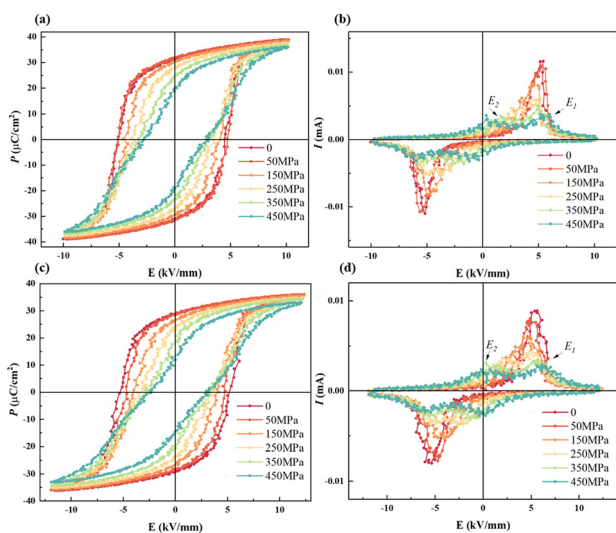 (a)
P (μC/cm²)
40
30
20
10
0
-10
-20
-30
-40
0
50MPa
150MPa
250MPa
350MPa
450MPa
-10
-5
0
5
10
E (kV/mm)
(b)
I (mA)
0.01
0.00
-0.01
E₂
E₁
0
50MPa
150MPa
250MPa
350MPa
450MPa
-10
-5
0
5
10
E (kV/mm)
(c)
P (μC/cm²)
40
30
20
10
0
-10
-20
-30
-40
0
50MPa
150MPa
250MPa
350MPa
450MPa
-10
-5
0
5
10
E (kV/mm)
(d)
I (mA)
0.01
0.00
-0.01
E₂
E₁
0
50MPa
150MPa
250MPa
350MPa
450MPa
-10
-5
0
5
10
E (kV/mm)